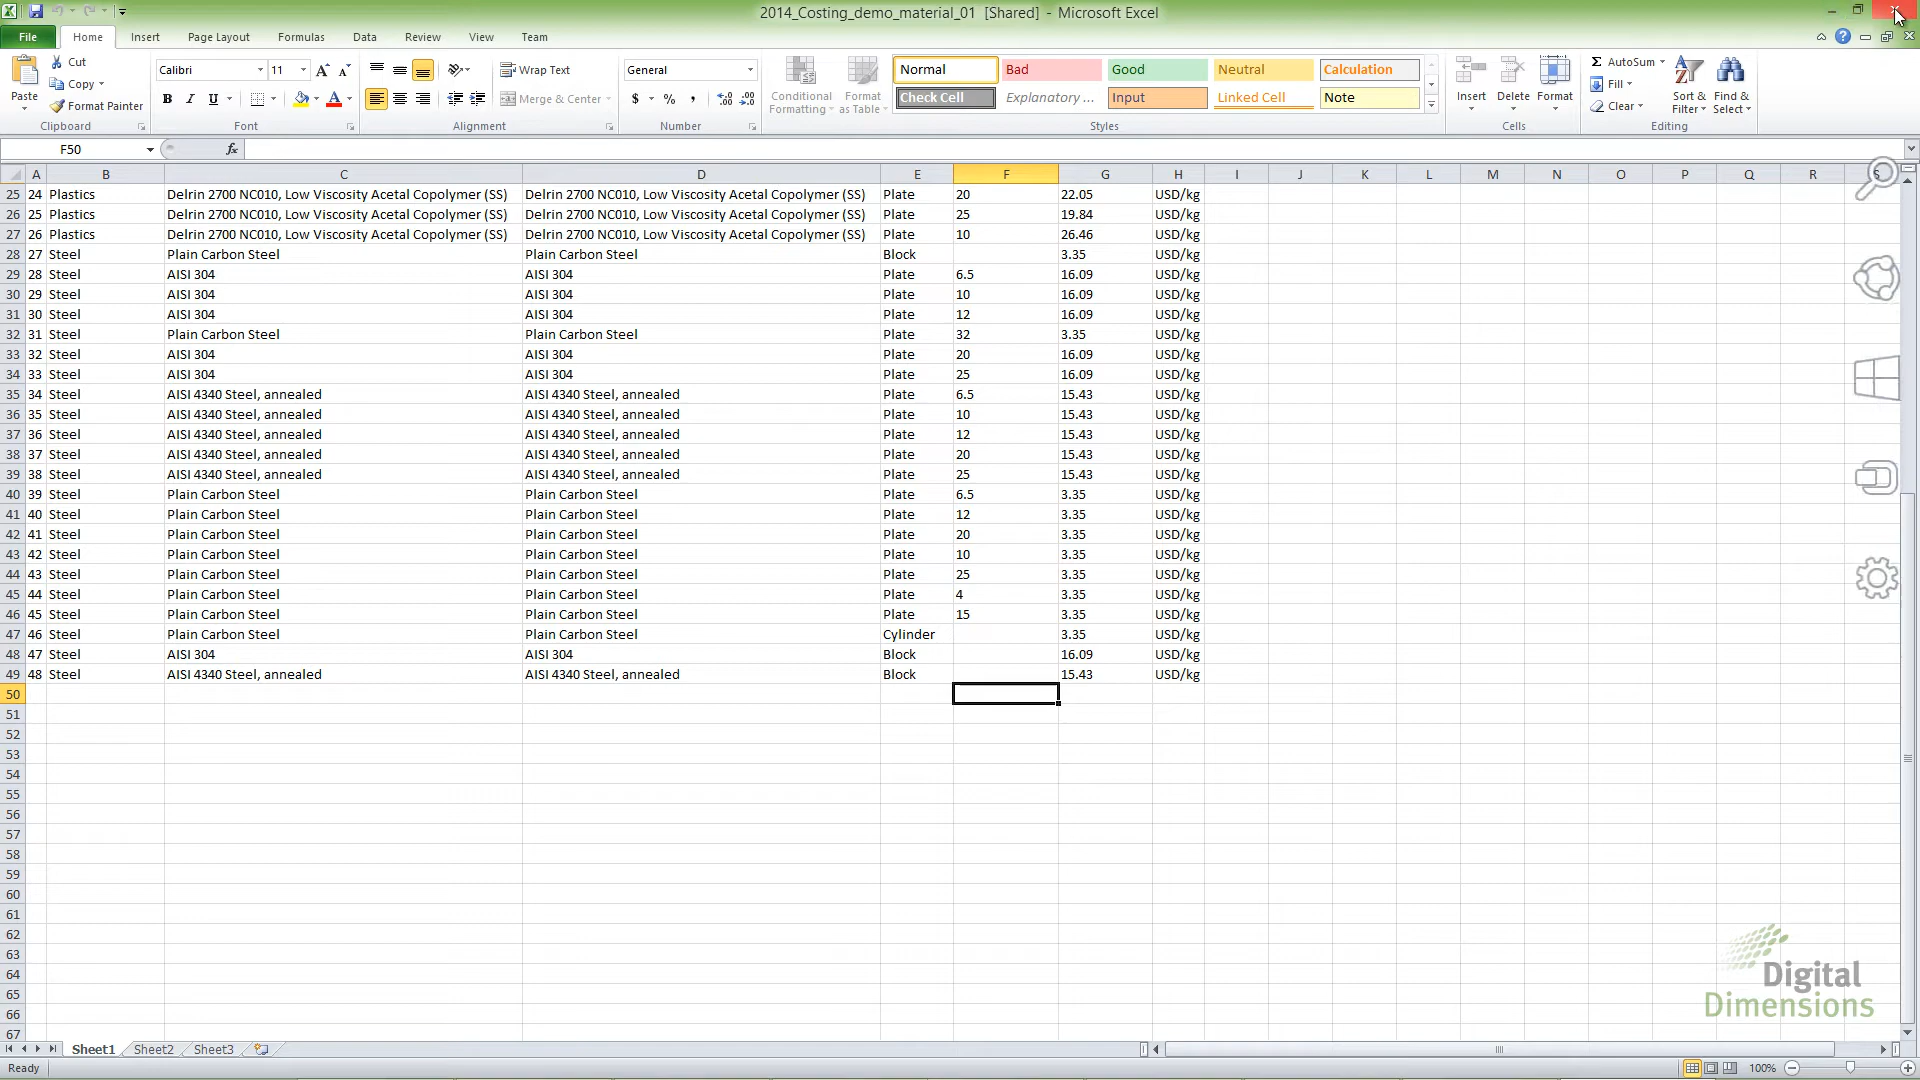 2014_Costing_demo_material_01 [Shared] - Microsoft Excel
File Home Insert Page Layout Formulas Data Review View Team
Paste Cut Copy Format Painter Clipboard
Calibri 11 Font
Wrap Text Merge & Center Alignment
General Number
Conditional Formatting Format as Table
Normal Bad Good Neutral Calculation
Check Cell Explanatory ... Input Linked Cell Note
Styles
Insert Delete Format Cells
AutoSum Fill Clear Sort & Filter Find & Select Editing
F50 fx
A B C D E F G H I J K L M N O P Q R S
25 24 Plastics Delrin 2700 NC010, Low Viscosity Acetal Copolymer (SS) Delrin 2700 NC010, Low Viscosity Acetal Copolymer (SS) Plate 20 22.05 USD/kg
26 25 Plastics Delrin 2700 NC010, Low Viscosity Acetal Copolymer (SS) Delrin 2700 NC010, Low Viscosity Acetal Copolymer (SS) Plate 25 19.84 USD/kg
27 26 Plastics Delrin 2700 NC010, Low Viscosity Acetal Copolymer (SS) Delrin 2700 NC010, Low Viscosity Acetal Copolymer (SS) Plate 10 26.46 USD/kg
28 27 Steel Plain Carbon Steel Plain Carbon Steel Block 3.35 USD/kg
29 28 Steel AISI 304 AISI 304 Plate 6.5 16.09 USD/kg
30 29 Steel AISI 304 AISI 304 Plate 10 16.09 USD/kg
31 30 Steel AISI 304 AISI 304 Plate 12 16.09 USD/kg
32 31 Steel Plain Carbon Steel Plain Carbon Steel Plate 32 3.35 USD/kg
33 32 Steel AISI 304 AISI 304 Plate 20 16.09 USD/kg
34 33 Steel AISI 304 AISI 304 Plate 25 16.09 USD/kg
35 34 Steel AISI 4340 Steel, annealed AISI 4340 Steel, annealed Plate 6.5 15.43 USD/kg
36 35 Steel AISI 4340 Steel, annealed AISI 4340 Steel, annealed Plate 10 15.43 USD/kg
37 36 Steel AISI 4340 Steel, annealed AISI 4340 Steel, annealed Plate 12 15.43 USD/kg
38 37 Steel AISI 4340 Steel, annealed AISI 4340 Steel, annealed Plate 20 15.43 USD/kg
39 38 Steel AISI 4340 Steel, annealed AISI 4340 Steel, annealed Plate 25 15.43 USD/kg
40 39 Steel Plain Carbon Steel Plain Carbon Steel Plate 6.5 3.35 USD/kg
41 40 Steel Plain Carbon Steel Plain Carbon Steel Plate 12 3.35 USD/kg
42 41 Steel Plain Carbon Steel Plain Carbon Steel Plate 20 3.35 USD/kg
43 42 Steel Plain Carbon Steel Plain Carbon Steel Plate 10 3.35 USD/kg
44 43 Steel Plain Carbon Steel Plain Carbon Steel Plate 25 3.35 USD/kg
45 44 Steel Plain Carbon Steel Plain Carbon Steel Plate 4 3.35 USD/kg
46 45 Steel Plain Carbon Steel Plain Carbon Steel Plate 15 3.35 USD/kg
47 46 Steel Plain Carbon Steel Plain Carbon Steel Cylinder 3.35 USD/kg
48 47 Steel AISI 304 AISI 304 Block 16.09 USD/kg
49 48 Steel AISI 4340 Steel, annealed AISI 4340 Steel, annealed Block 15.43 USD/kg
50
51
52
53
54
55
56
57
58
59
60
61
62
63
64
65
66
67
Digital
Dimensions
Sheet1 Sheet2 Sheet3
Ready 100%